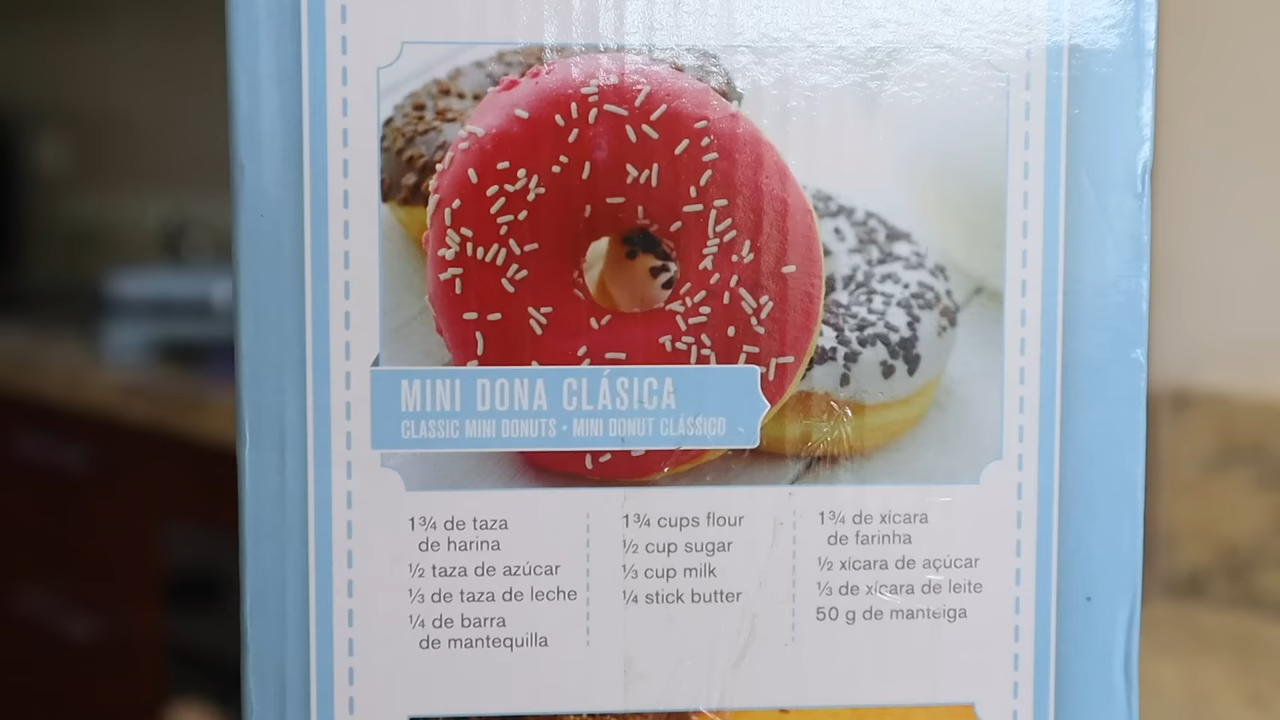 MINI DONA CLÁSICA
CLASSIC MINI DONUTS • MINI DONUT CLÁSSICO
1¾ de taza
de harina
½ taza de azúcar
⅓ de taza de leche
¼ de barra
de mantequilla
1¾ cups flour
½ cup sugar
⅓ cup milk
¼ stick butter
1¾ de xícara
de farinha
½ xícara de açúcar
⅓ de xícara de leite
50 g de manteiga